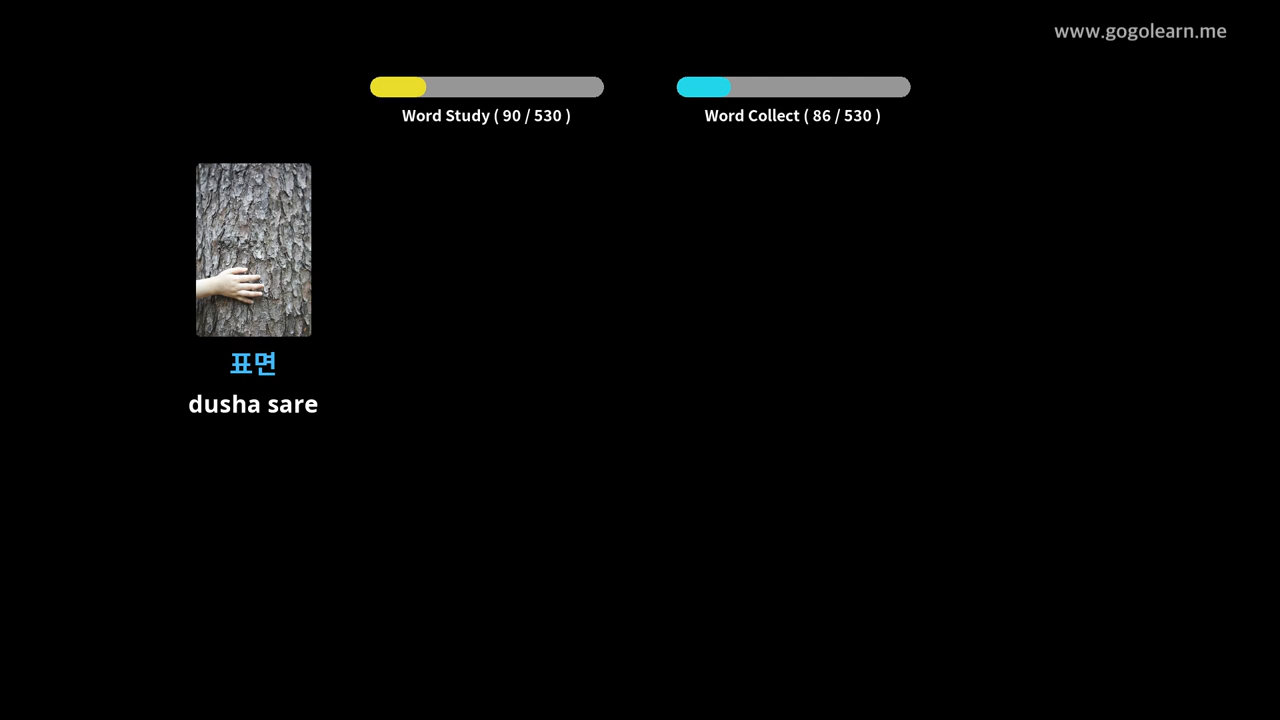 www.gogolearn.me
Word Study ( 90 / 530 )
Word Collect ( 86 / 530 )
표면
dusha sare